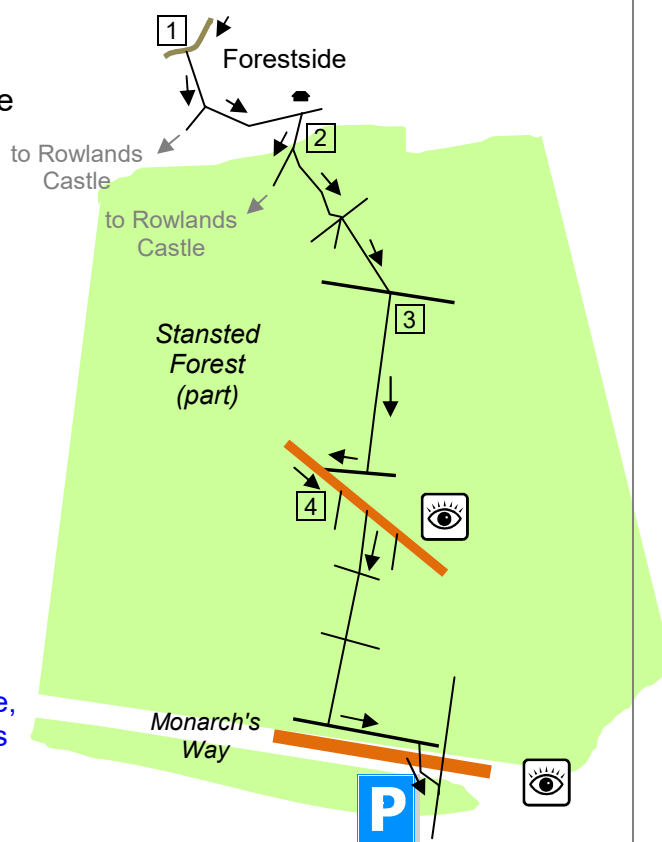 1
Forestside
e
to Rowlands
Castle
2
to Rowlands
Castle
3
Stansted
Forest
(part)
4
e,
s
Monarch's
Way
P